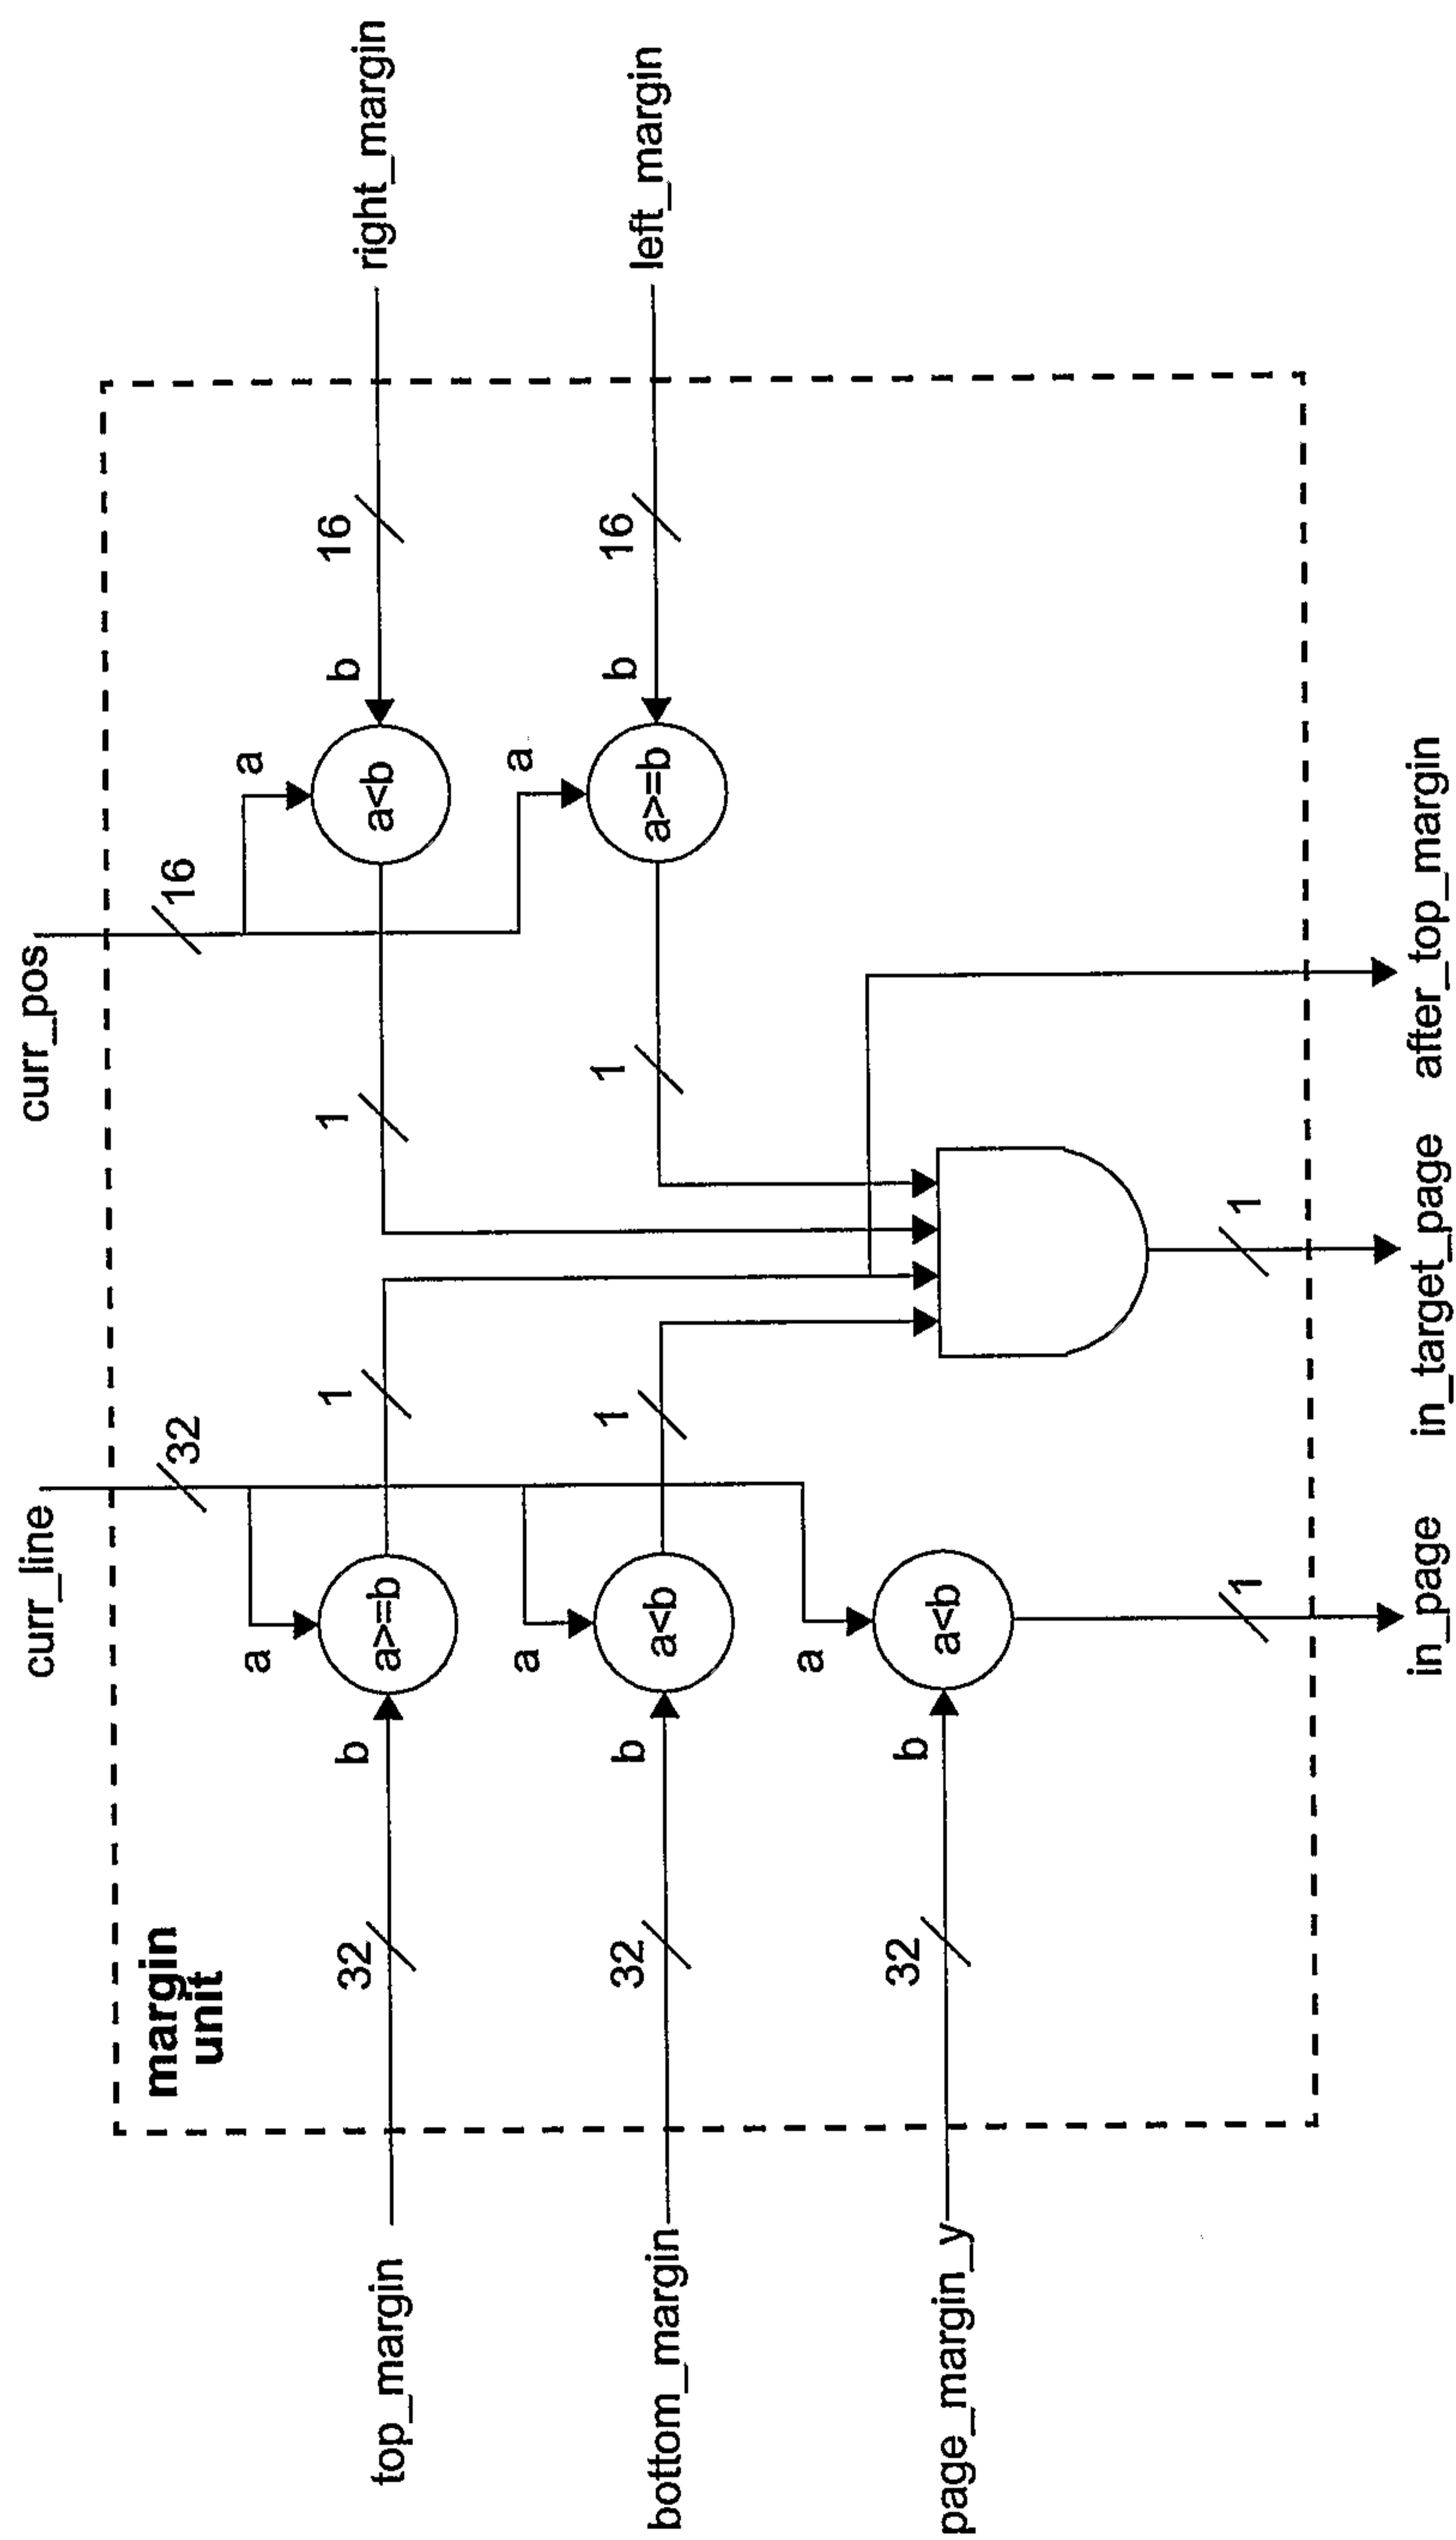 curr_line
curr_pos
margin
unit
32
16
top_margin
32
b
a
a>=b
1
1
a
a<b
b
16
right_margin
bottom_margin
32
b
a
a<b
1
1
a
a>=b
b
16
left_margin
page_margin_y
32
b
a
a<b
1
1
in_page
in_target_page
after_top_margin